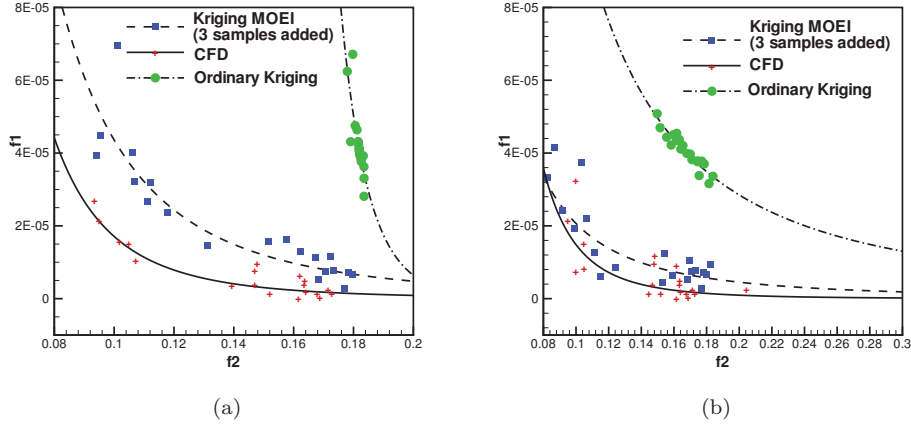 8E-05
6E-05
4E-05
2E-05
0
f1
0.08 0.1 0.12 0.14 0.16 0.18 0.2
f2
Kriging MOEI
(3 samples added)
CFD
Ordinary Kriging
(a)
8E-05
6E-05
4E-05
2E-05
0
f1
0.08 0.1 0.12 0.14 0.16 0.18 0.2 0.22 0.24 0.26 0.28 0.3
f2
Kriging MOEI
(3 samples added)
CFD
Ordinary Kriging
(b)